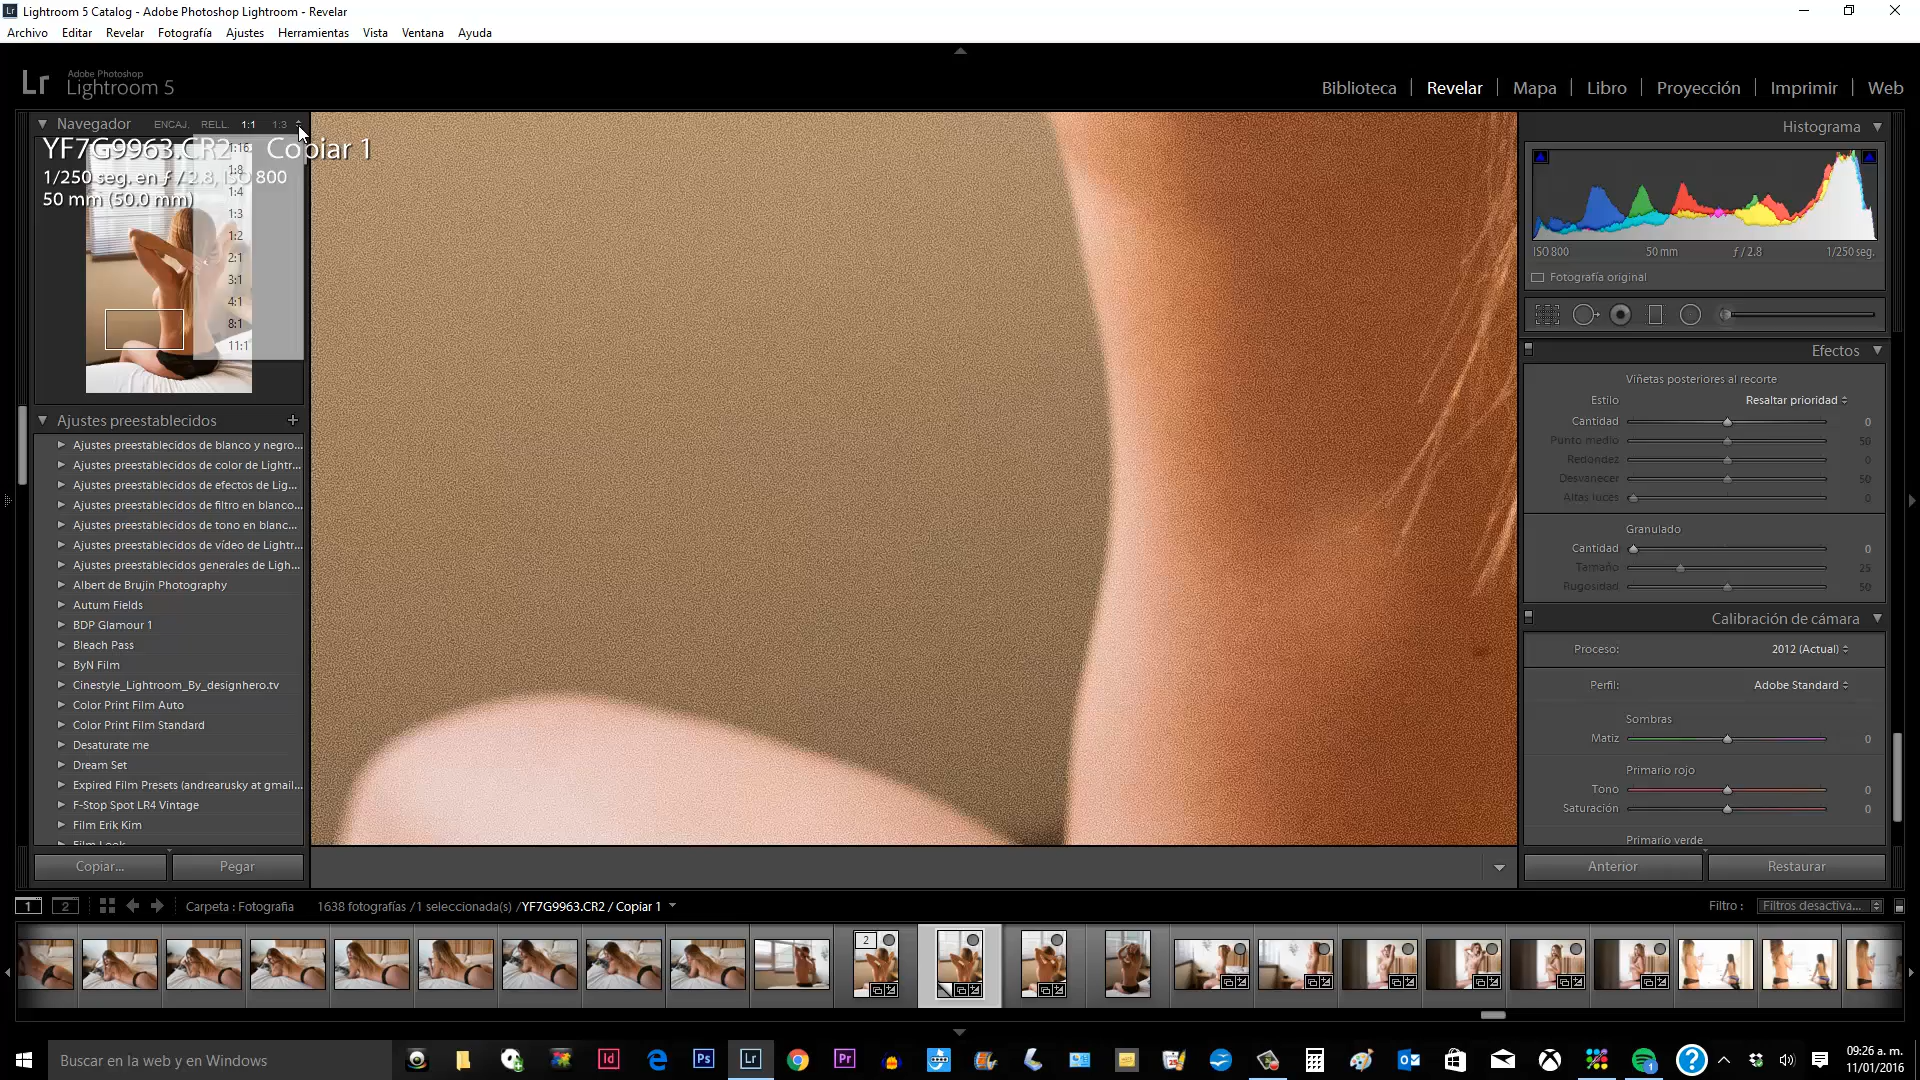 Lightroom 5 Catalog - Adobe Photoshop Lightroom - Revelar
Archivo Editar Revelar Fotografía Ajustes Herramientas Vista Ventana Ayuda
Lr Adobe Photoshop
Lightroom 5
Biblioteca | Revelar | Mapa | Libro | Proyección | Imprimir | Web
Navegador ENCAJ. RELL. 1:1 1:3
YF7G9963.CR2 Copiar 1
1/250 seg. en ƒ / 2.8, ISO 800
50 mm (50.0 mm)
1:16
1:8
1:4
1:3
1:2
2:1
3:1
4:1
8:1
11:1
Ajustes preestablecidos +
Ajustes preestablecidos de blanco y negro...
Ajustes preestablecidos de color de Lightr...
Ajustes preestablecidos de efectos de Lig...
Ajustes preestablecidos de filtro en blanco...
Ajustes preestablecidos de tono en blanc...
Ajustes preestablecidos de vídeo de Lightr...
Ajustes preestablecidos generales de Ligh...
Albert de Brujin Photography
Autum Fields
BDP Glamour 1
Bleach Pass
ByN Film
Cinestyle_Lightroom_By_designhero.tv
Color Print Film Auto
Color Print Film Standard
Desaturate me
Dream Set
Expired Film Presets (andrearusky at gmail...
F-Stop Spot LR4 Vintage
Film Erik Kim
Film Look
Copiar... Pegar
Histograma
ISO 800 50 mm ƒ / 2.8 1/250 seg.
Fotografía original
Efectos
Viñetas posteriores al recorte
Estilo Resaltar prioridad
Cantidad 0
Punto medio 50
Redondez 0
Desvanecer 50
Altas luces 0
Granulado
Cantidad 0
Tamaño 25
Rugosidad 50
Calibración de cámara
Proceso: 2012 (Actual)
Perfil: Adobe Standard
Sombras
Matiz 0
Primario rojo
Tono 0
Saturación 0
Primario verde
Anterior Restaurar
1 2 Carpeta : Fotografia 1638 fotografías /1 seleccionada(s) /YF7G9963.CR2 / Copiar 1 Filtro : Filtros desactiva...
2
Buscar en la web y en Windows
Id Ps Lr Pr
09:26 a. m.
11/01/2016